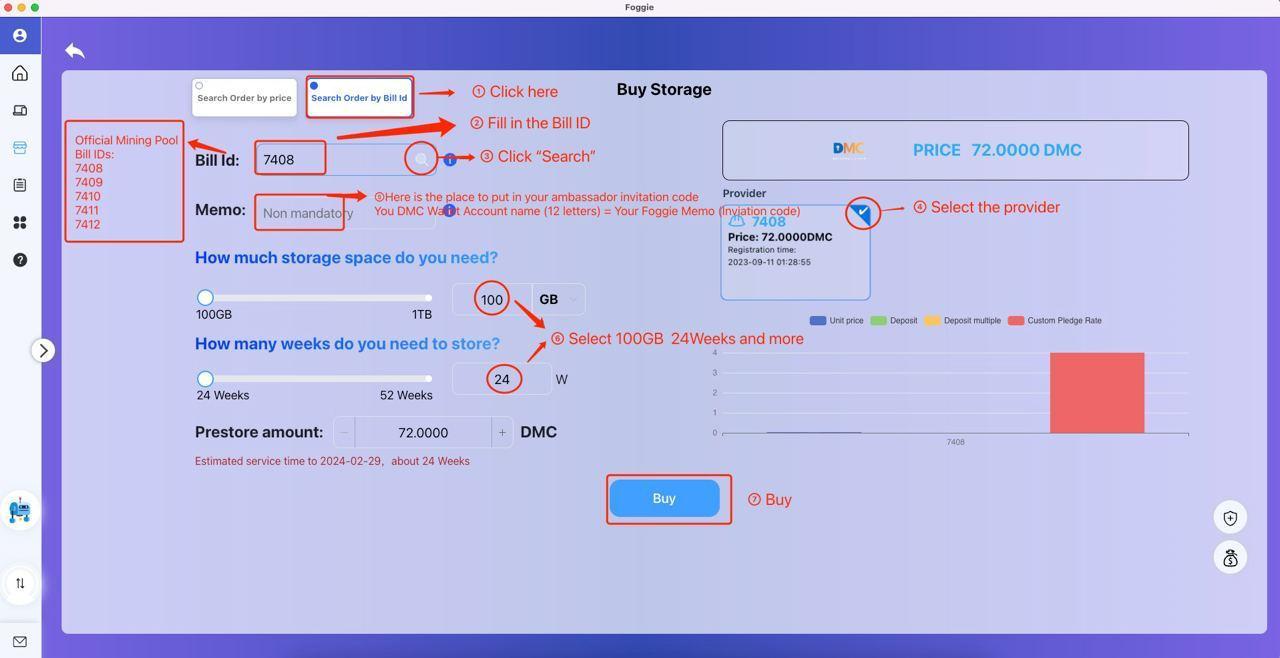 Foggie
Search Order by price
Search Order by Bill Id
① Click here
Buy Storage
② Fill in the Bill ID
Official Mining Pool
Bill IDs:
7408
7409
7410
7411
7412
Bill Id:
7408
③ Click “Search”
DMC
PRICE 72.0000 DMC
Memo:
Non mandatory
⑤Here is the place to put in your ambassador invitation code
You DMC Wallet Account name (12 letters) = Your Foggie Memo (Inviation code)
Provider
7408
Price: 72.0000DMC
Registration time:
2023-09-11 01:28:55
④ Select the provider
How much storage space do you need?
100GB
1TB
100
GB
⑥ Select 100GB 24Weeks and more
How many weeks do you need to store?
24 Weeks
52 Weeks
24
W
Unit price
Deposit
Deposit multiple
Custom Pledge Rate
4
3
2
1
0
7408
Prestore amount:
−
72.0000
+
DMC
Estimated service time to 2024-02-29, about 24 Weeks
Buy
⑦ Buy